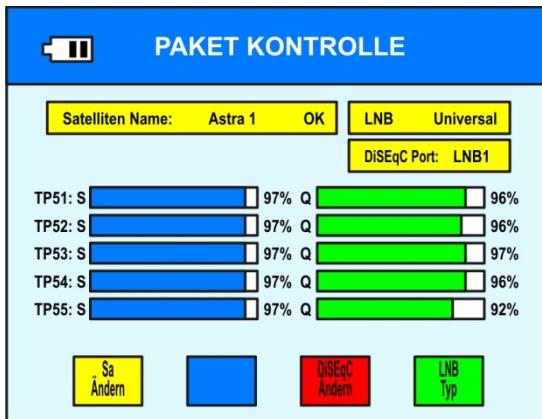 PAKET KONTROLLE
Satelliten Name: Astra 1 OK
LNB Universal
DiSEqC Port: LNB1
TP51: S 97% Q 96%
TP52: S 97% Q 96%
TP53: S 97% Q 97%
TP54: S 97% Q 96%
TP55: S 97% Q 92%
Sa
Ändern
DiSEqC
Ändern
LNB
Typ